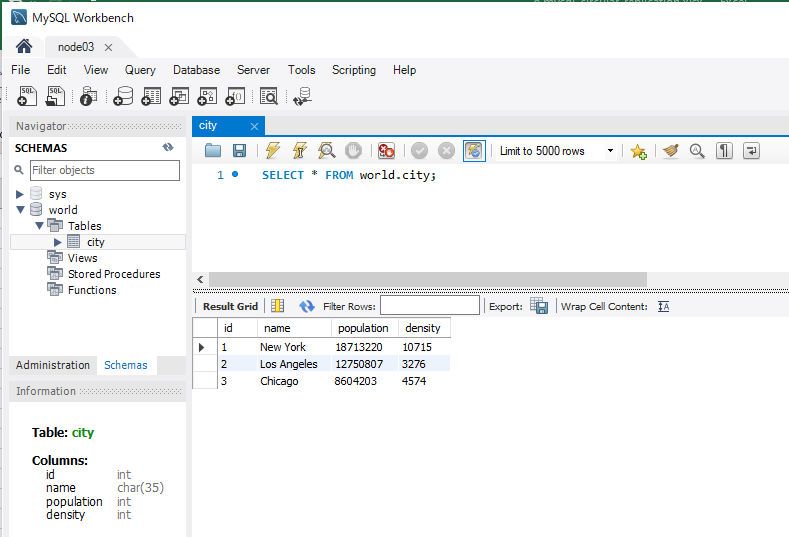 MySQL Workbench
node03
File Edit View Query Database Server Tools Scripting Help
SQL SQL
Navigator
SCHEMAS
Filter objects
sys
world
Tables
city
Views
Stored Procedures
Functions
Administration Schemas
Information
Table: city
Columns:
id int
name char(35)
population int
density int
city
Limit to 5000 rows
1 SELECT * FROM world.city;
Result Grid Filter Rows: Export: Wrap Cell Content:
id name population density
1 New York 18713220 10715
2 Los Angeles 12750807 3276
3 Chicago 8604203 4574